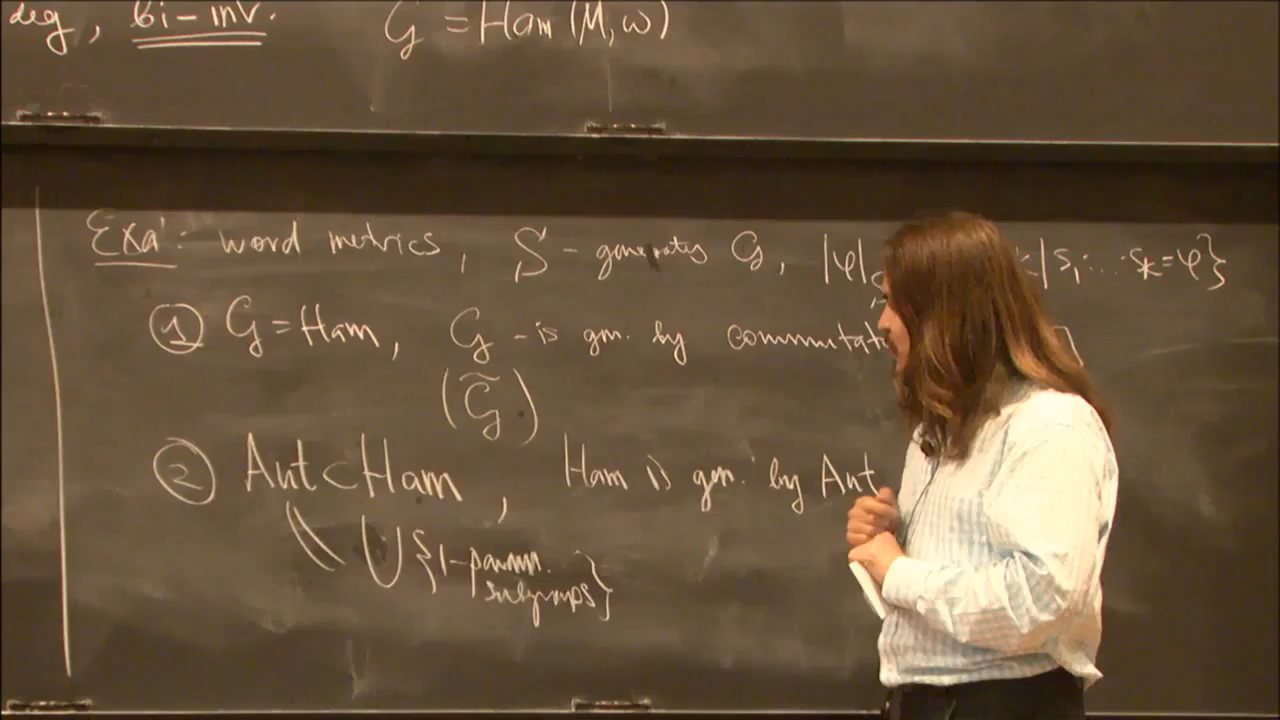 deg, bi-inv. G = Ham (M, ω)
Exa: word metrics, S - generates G, |φ| | s₁ ... sₖ = φ}
① G = Ham, G - is gen. by
(G̃)
② Aut < Ham, Ham is gen. by Aut
\\ ∪ {1-param.
subgroups}